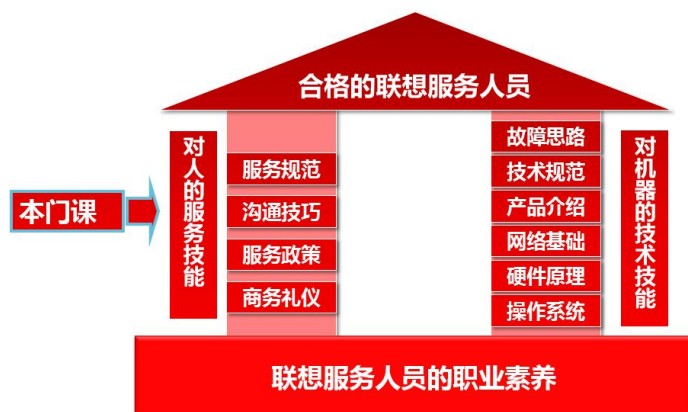 合格的联想服务人员
本门课
对人的服务技能
服务规范
沟通技巧
服务政策
商务礼仪
故障思路
技术规范
产品介绍
网络基础
硬件原理
操作系统
对机器的技术技能
联想服务人员的职业素养